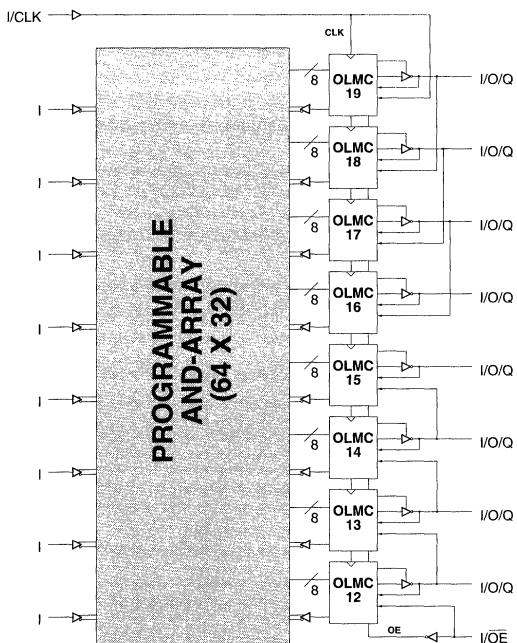 I/CLK
CLK
8
OLMC
19
I/O/Q
I
8
OLMC
18
I/O/Q
I
8
OLMC
17
I/O/Q
I
8
OLMC
16
I/O/Q
I
PROGRAMMABLE
AND-ARRAY
(64 X 32)
8
OLMC
15
I/O/Q
I
8
OLMC
14
I/O/Q
I
8
OLMC
13
I/O/Q
I
8
OLMC
12
I/O/Q
I
OE
I/O̅E̅